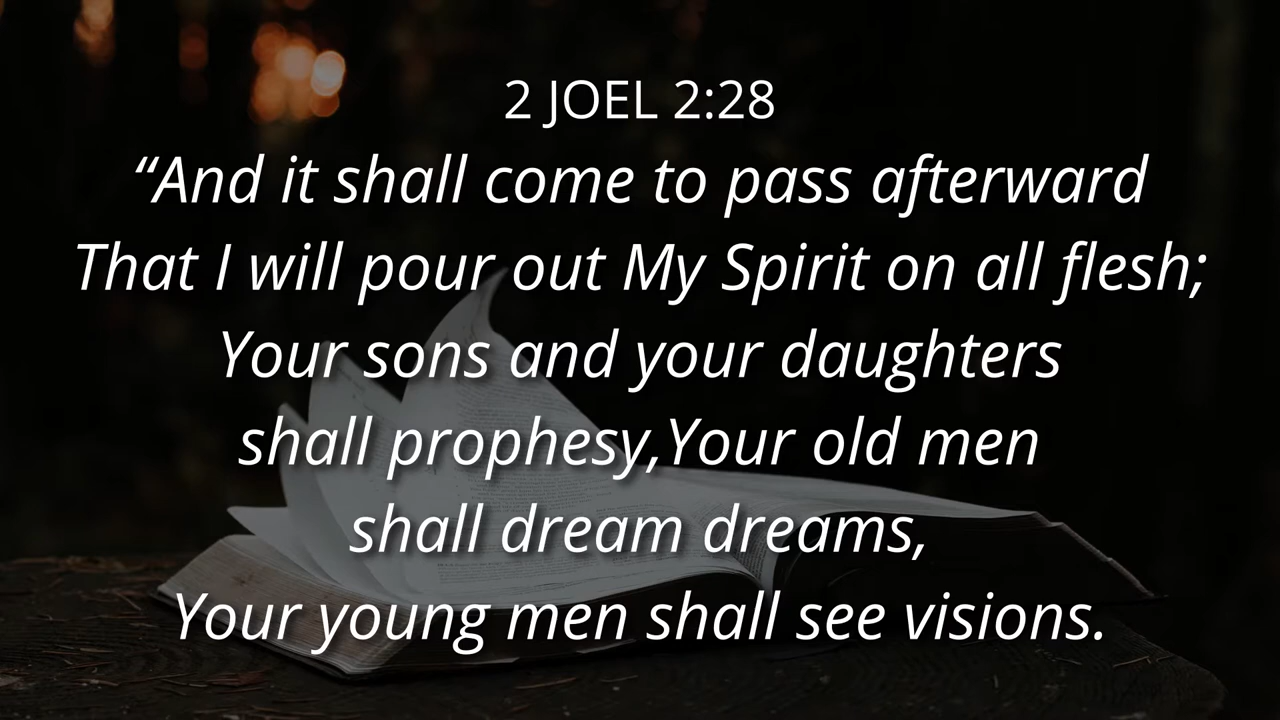 2 JOEL 2:28
“And it shall come to pass afterward
That I will pour out My Spirit on all flesh;
Your sons and your daughters
shall prophesy,Your old men
shall dream dreams,
Your young men shall see visions.